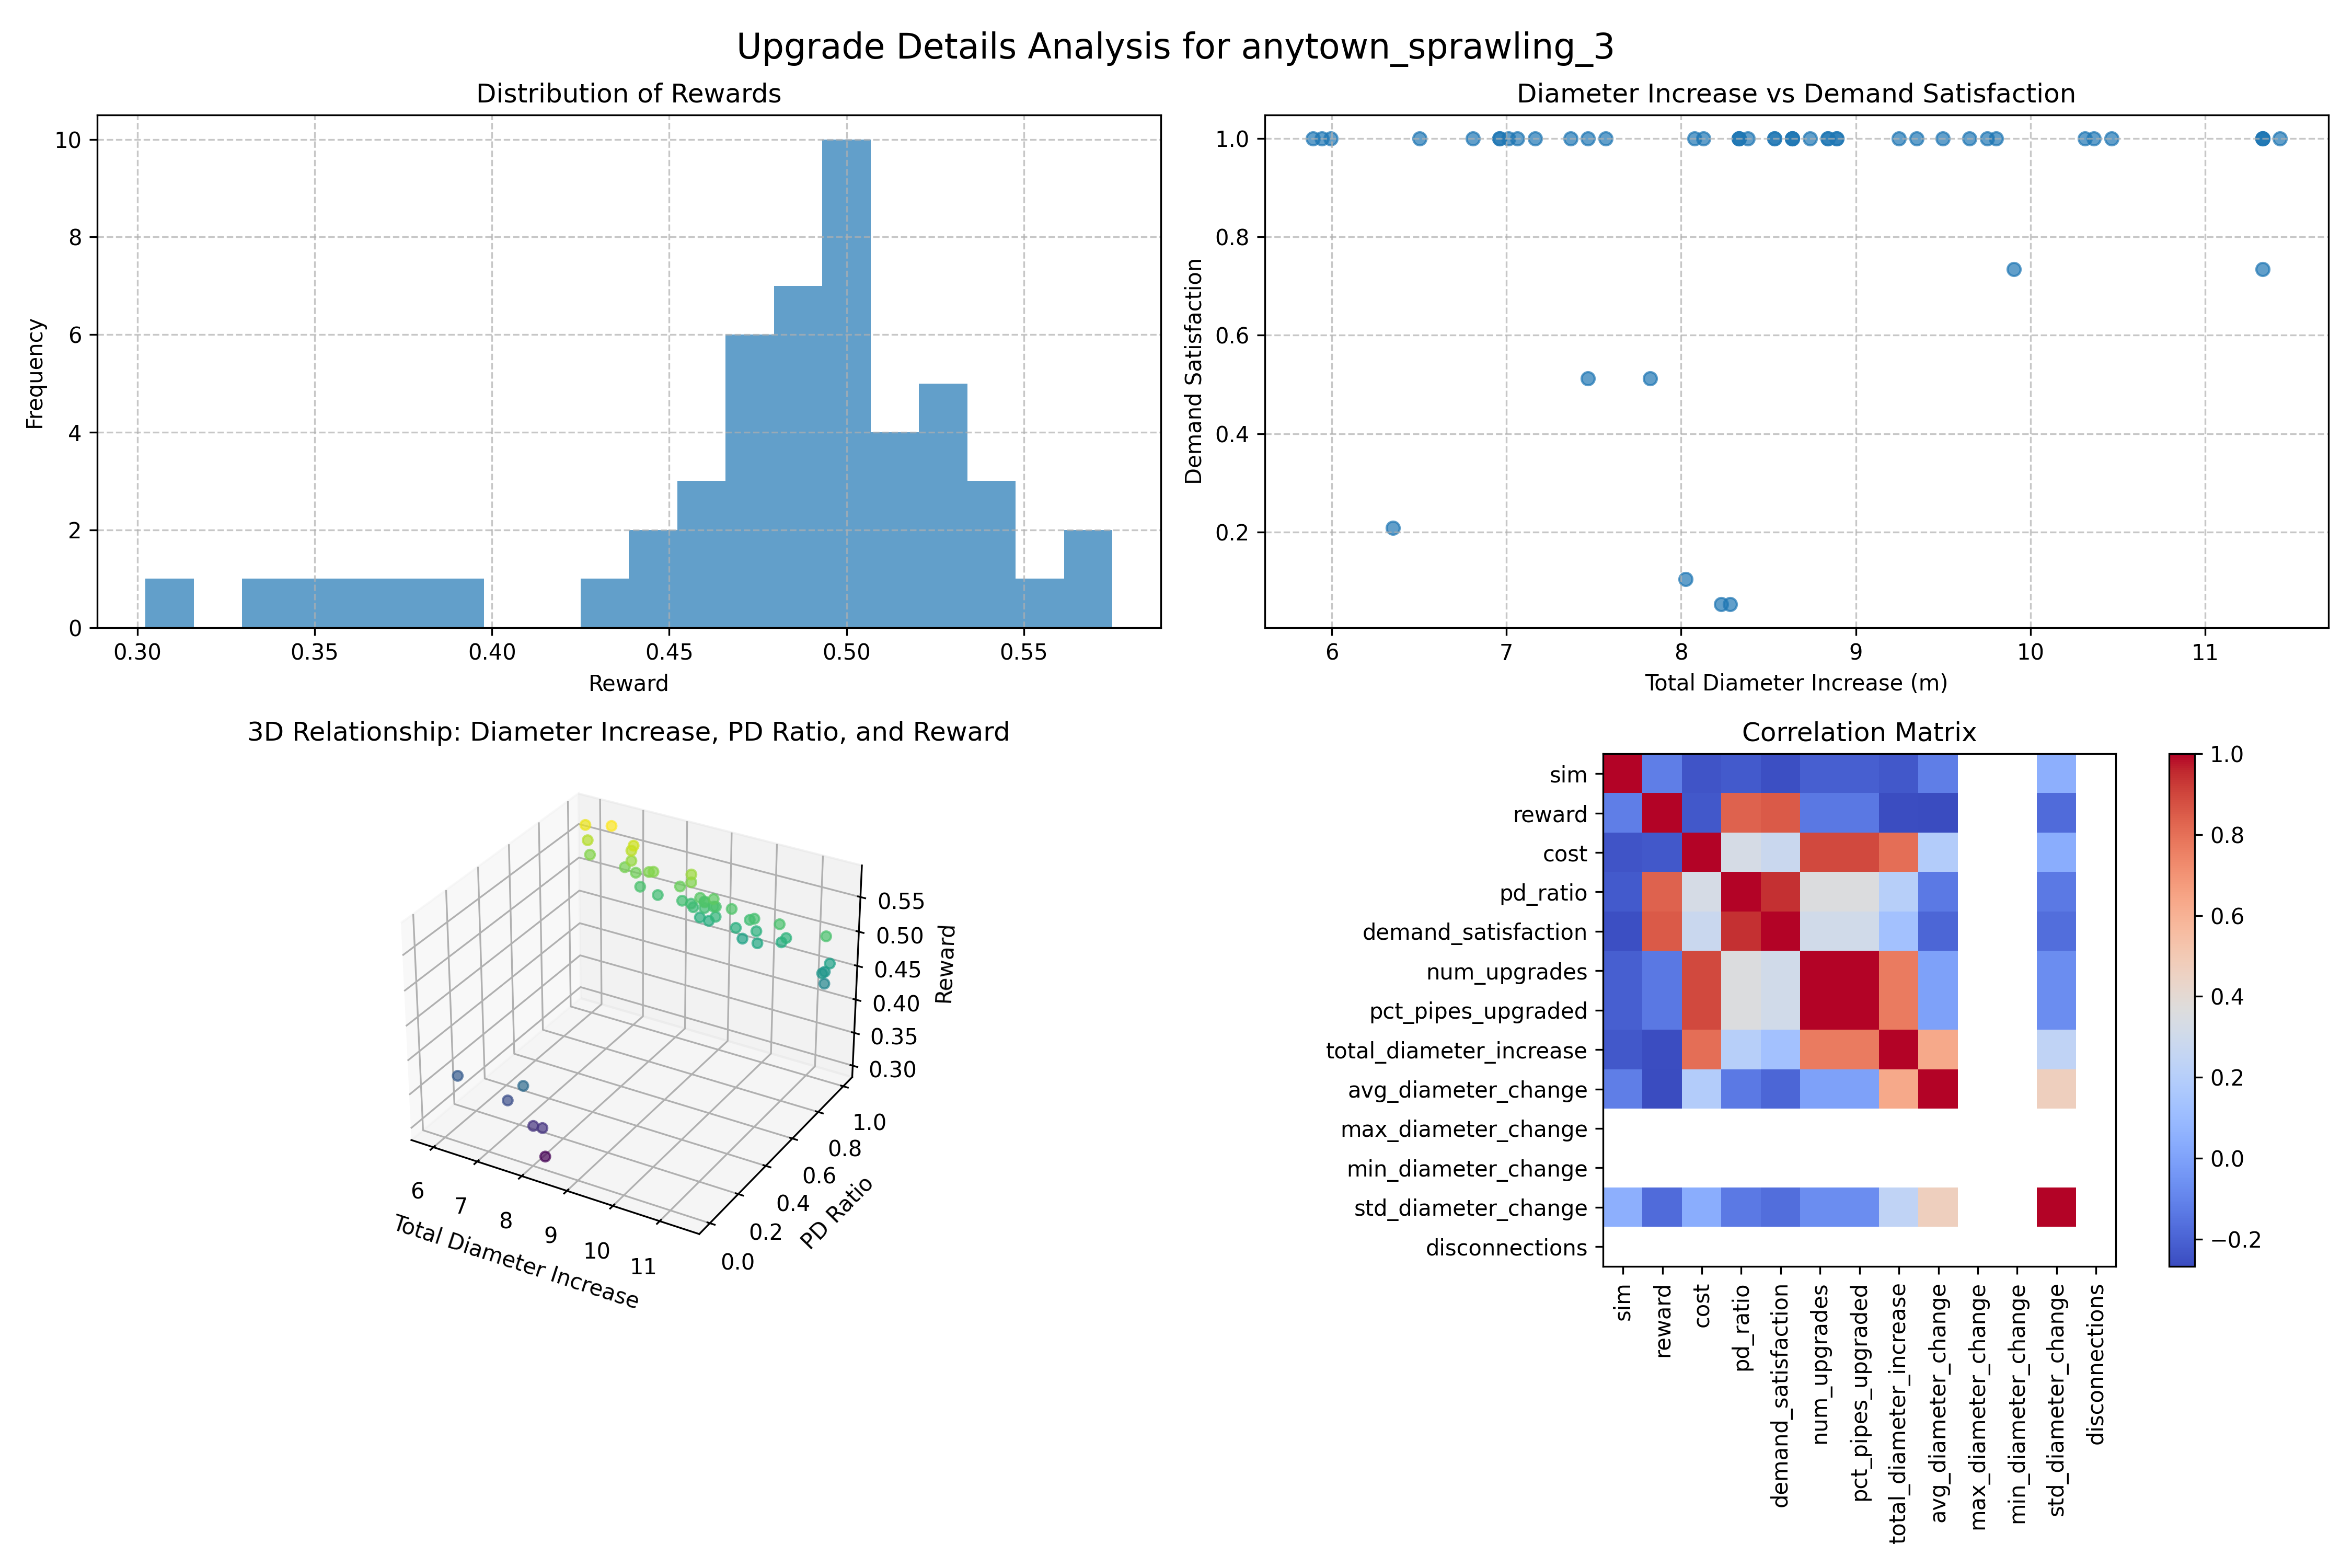 Upgrade Details Analysis for anytown_sprawling_3
Distribution of Rewards
Frequency
10
8
6
4
2
0
0.30 0.35 0.40 0.45 0.50 0.55
Reward
Diameter Increase vs Demand Satisfaction
Demand Satisfaction
1.0
0.8
0.6
0.4
0.2
6 7 8 9 10 11
Total Diameter Increase (m)
3D Relationship: Diameter Increase, PD Ratio, and Reward
0.55
0.50
0.45
0.40
0.35
0.30
Reward
1.0
0.8
0.6
0.4
0.2
0.0
PD Ratio
6 7 8 9 10 11
Total Diameter Increase
Correlation Matrix
sim
reward
cost
pd_ratio
demand_satisfaction
num_upgrades
pct_pipes_upgraded
total_diameter_increase
avg_diameter_change
max_diameter_change
min_diameter_change
std_diameter_change
disconnections
sim
reward
cost
pd_ratio
demand_satisfaction
num_upgrades
pct_pipes_upgraded
total_diameter_increase
avg_diameter_change
max_diameter_change
min_diameter_change
std_diameter_change
disconnections
1.0
0.8
0.6
0.4
0.2
0.0
−0.2